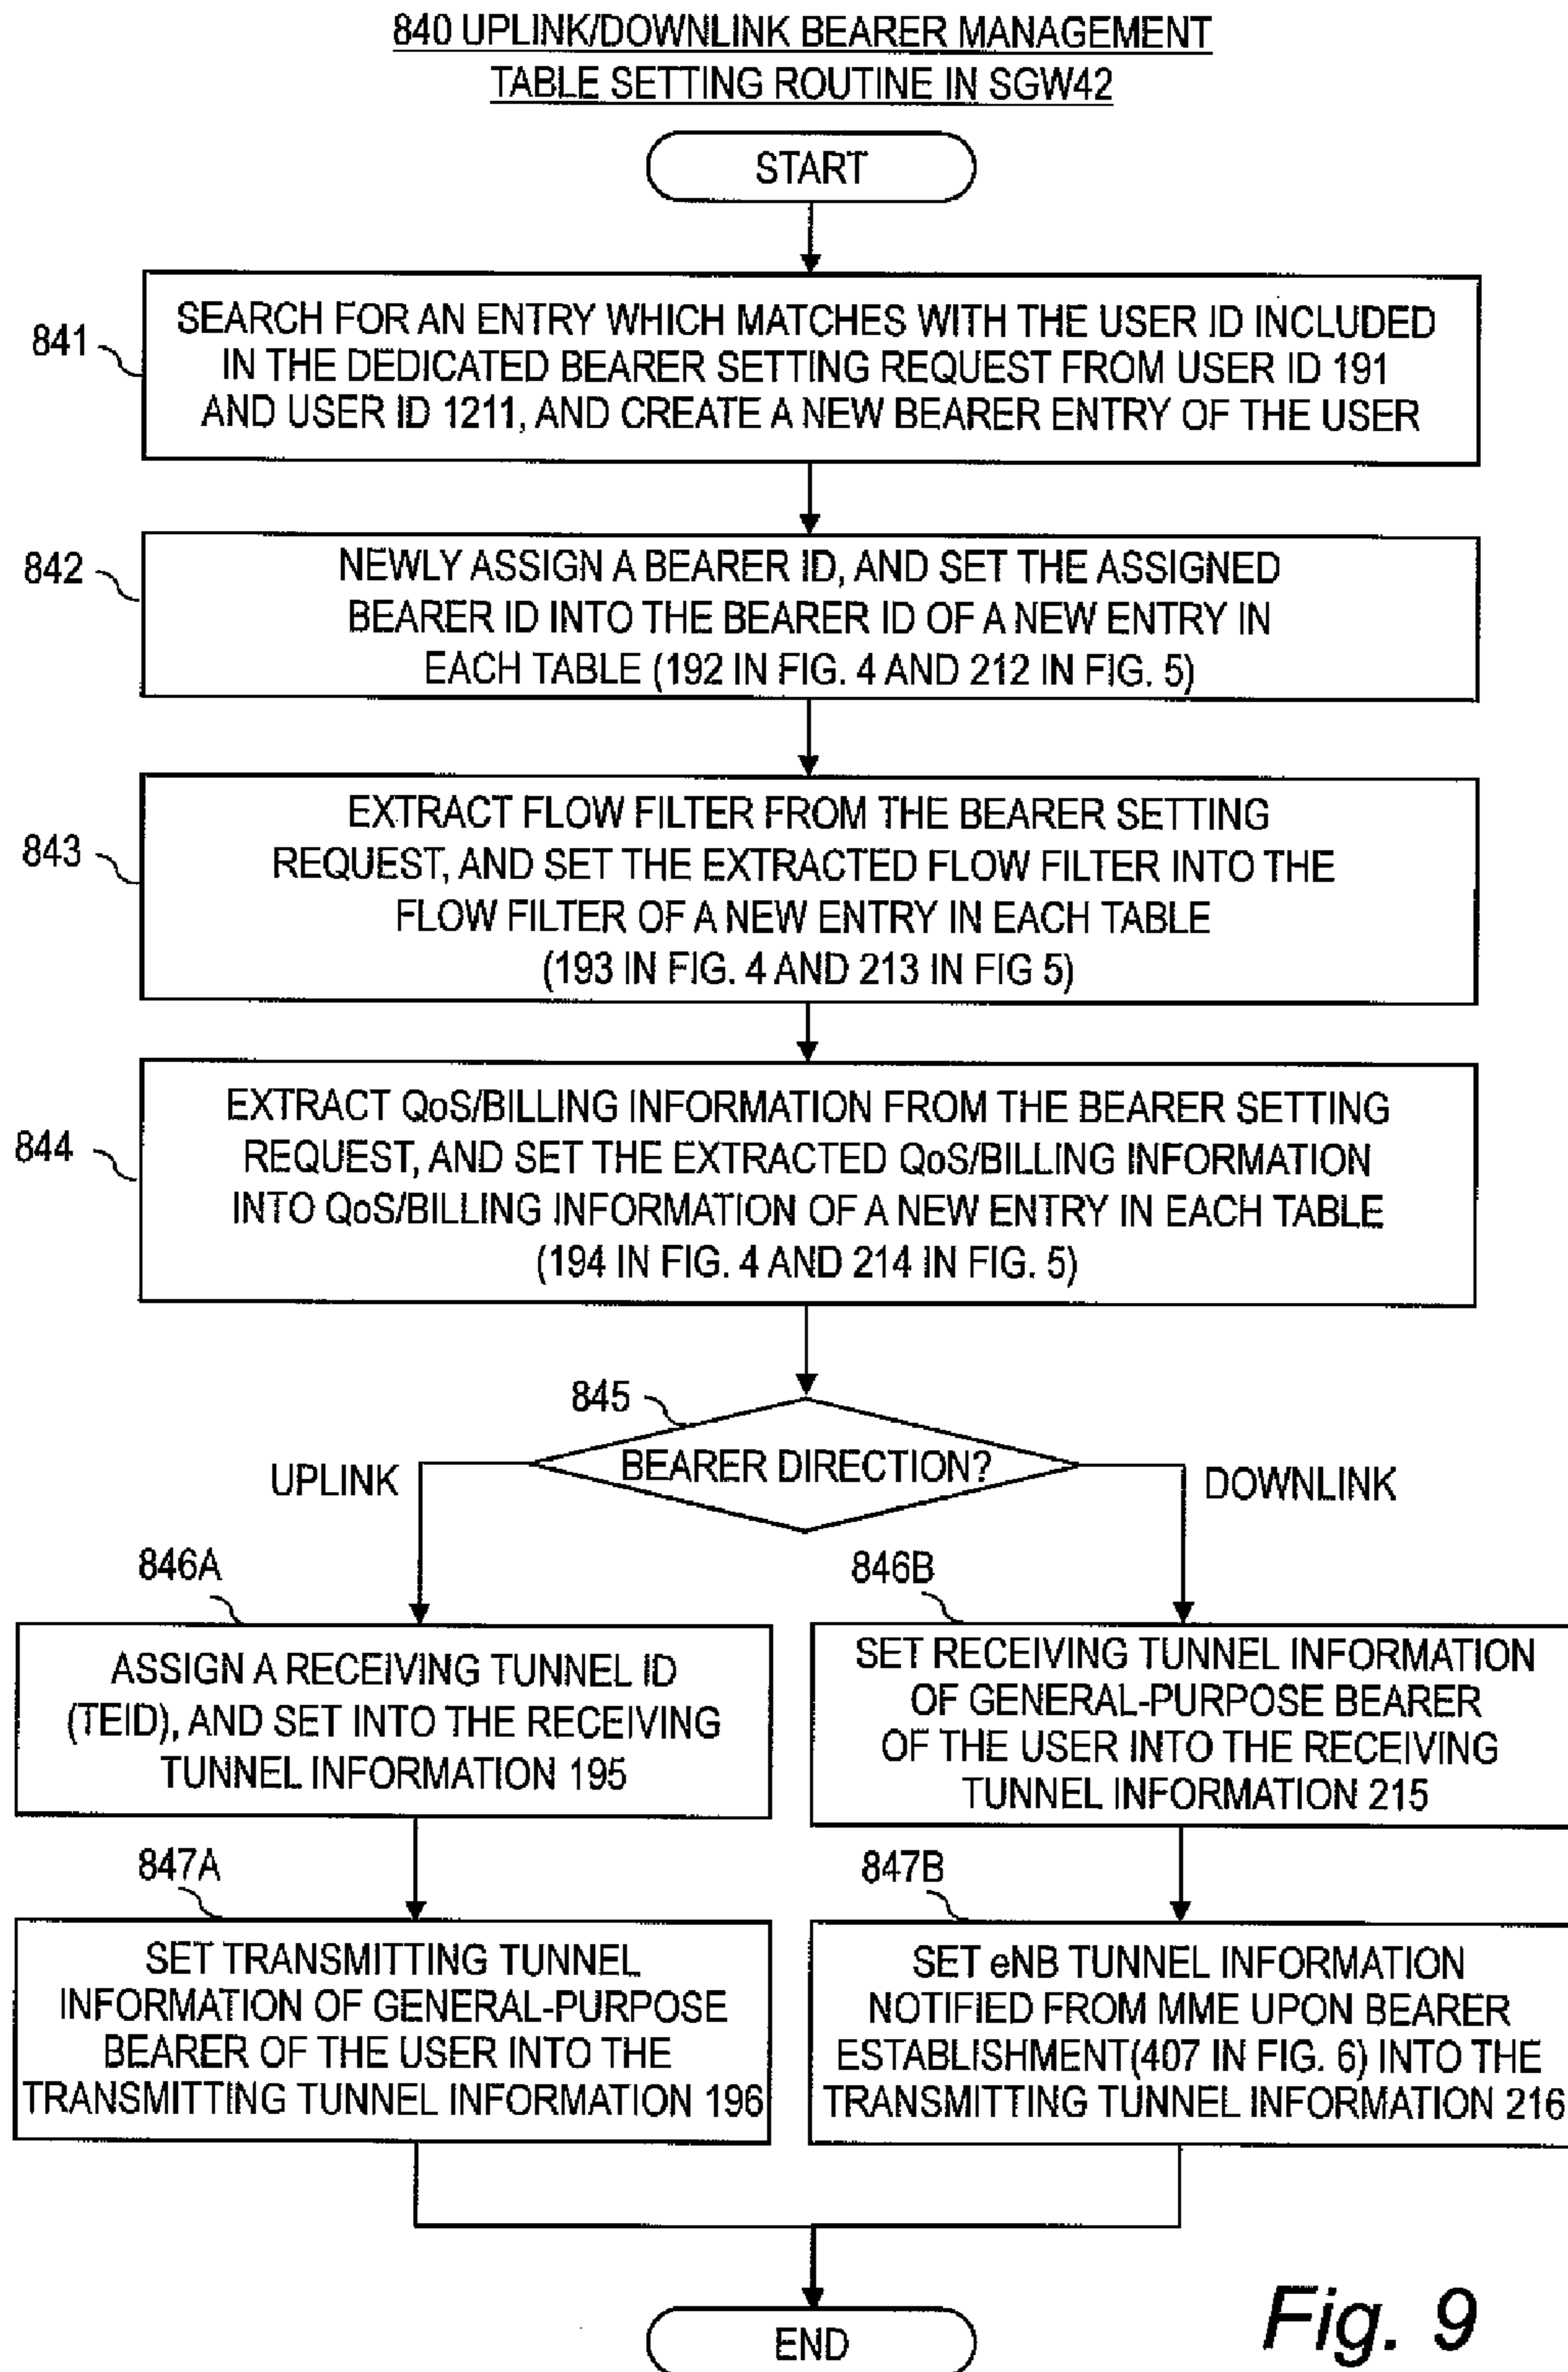 840 UPLINK/DOWNLINK BEARER MANAGEMENT
TABLE SETTING ROUTINE IN SGW42
START
841
SEARCH FOR AN ENTRY WHICH MATCHES WITH THE USER ID INCLUDED
IN THE DEDICATED BEARER SETTING REQUEST FROM USER ID 191
AND USER ID 1211, AND CREATE A NEW BEARER ENTRY OF THE USER
842
NEWLY ASSIGN A BEARER ID, AND SET THE ASSIGNED
BEARER ID INTO THE BEARER ID OF A NEW ENTRY IN
EACH TABLE (192 IN FIG. 4 AND 212 IN FIG. 5)
843
EXTRACT FLOW FILTER FROM THE BEARER SETTING
REQUEST, AND SET THE EXTRACTED FLOW FILTER INTO THE
FLOW FILTER OF A NEW ENTRY IN EACH TABLE
(193 IN FIG. 4 AND 213 IN FIG 5)
844
EXTRACT QoS/BILLING INFORMATION FROM THE BEARER SETTING
REQUEST, AND SET THE EXTRACTED QoS/BILLING INFORMATION
INTO QoS/BILLING INFORMATION OF A NEW ENTRY IN EACH TABLE
(194 IN FIG. 4 AND 214 IN FIG. 5)
845
BEARER DIRECTION?
UPLINK
DOWNLINK
846A
ASSIGN A RECEIVING TUNNEL ID
(TEID), AND SET INTO THE RECEIVING
TUNNEL INFORMATION 195
846B
SET RECEIVING TUNNEL INFORMATION
OF GENERAL-PURPOSE BEARER
OF THE USER INTO THE RECEIVING
TUNNEL INFORMATION 215
847A
SET TRANSMITTING TUNNEL
INFORMATION OF GENERAL-PURPOSE
BEARER OF THE USER INTO THE
TRANSMITTING TUNNEL INFORMATION 196
847B
SET eNB TUNNEL INFORMATION
NOTIFIED FROM MME UPON BEARER
ESTABLISHMENT(407 IN FIG. 6) INTO THE
TRANSMITTING TUNNEL INFORMATION 216
END
Fig. 9